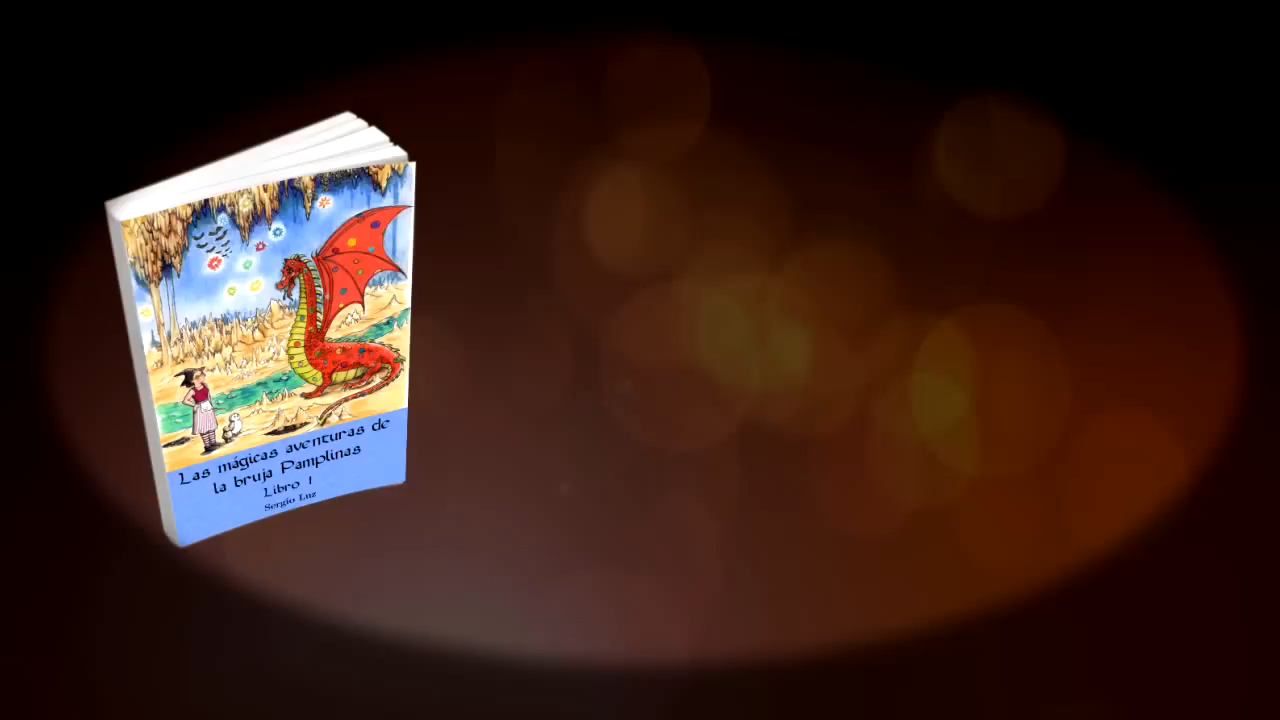 Las mágicas aventuras de
la bruja Pamplinas
Libro 1
Sergio Luz